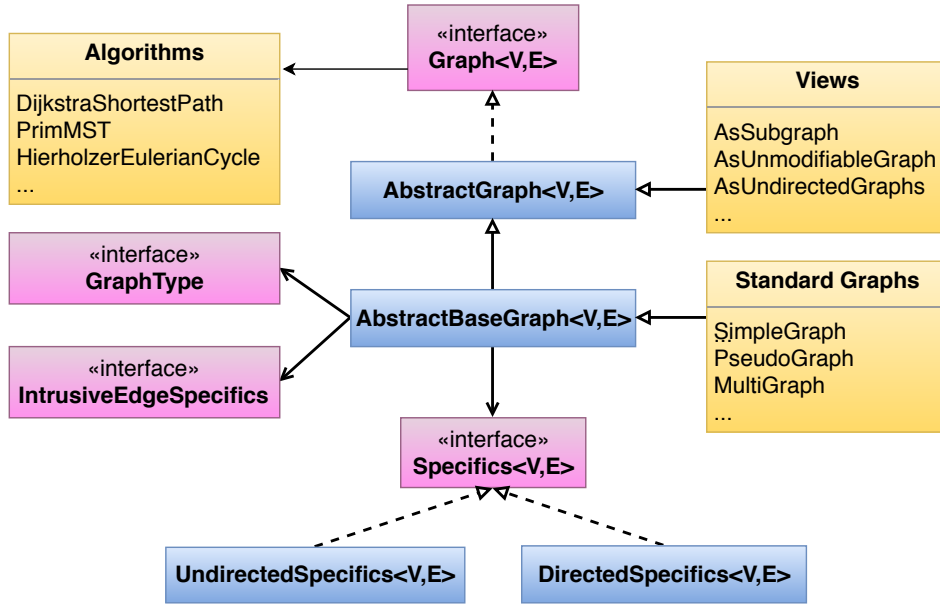 Algorithms
DijkstraShortestPath
PrimMST
HierholzerEulerianCycle
...
«interface»
Graph<V,E>
Views
AsSubgraph
AsUnmodifiableGraph
AsUndirectedGraphs
...
AbstractGraph<V,E>
«interface»
GraphType
AbstractBaseGraph<V,E>
Standard Graphs
SimpleGraph
...
PseudoGraph
MultiGraph
...
«interface»
IntrusiveEdgeSpecifics
«interface»
Specifics<V,E>
UndirectedSpecifics<V,E>
DirectedSpecifics<V,E>